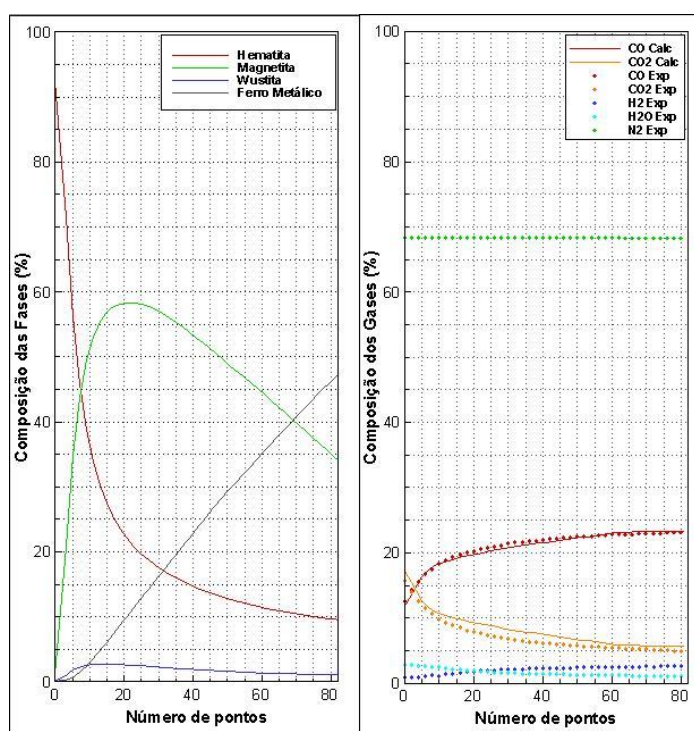 100
80
60
40
20
0
0
20
40
60
80
Composição das Fases (%)
Número de pontos
Hematita
Magnetita
Wustita
Ferro Metálico
100
80
60
40
20
0
0
20
40
60
80
Composição dos Gases (%)
Número de pontos
CO Calc
CO2 Calc
CO Exp
CO2 Exp
H2 Exp
H2O Exp
N2 Exp